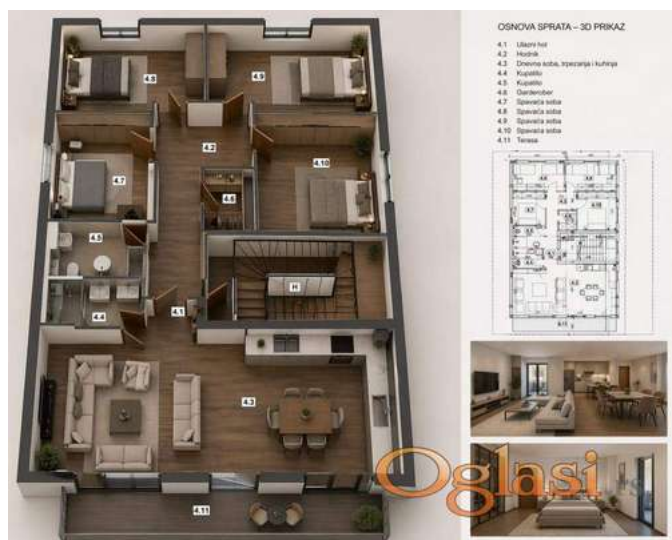 OSNOVA SPRATA – 3D PRIKAZ
4.1 Ulazni hol
4.2 Hodnik
4.3 Dnevna soba, trpezarija i kuhinja
4.4 Kupatilo
4.5 Kupatilo
4.6 Garderober
4.7 Spavaća soba
4.8 Spavaća soba
4.9 Spavaća soba
4.10 Spavaća soba
4.11 Terasa
4.8
4.9
4.2
4.7
4.10
4.6
4.5
H
4.4
4.1
4.3
4.11
Oglasi